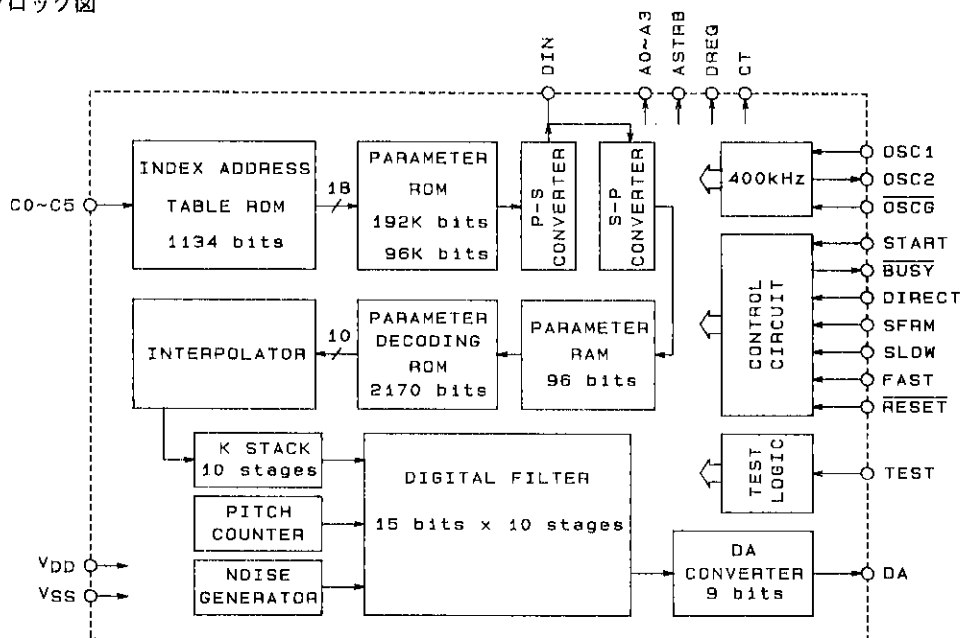 ブロック図
DIN
A0~A3
ASTRB
DREQ
CT
C0~C5
INDEX ADDRESS
TABLE ROM
1134 bits
18
PARAMETER
ROM
192K bits
96K bits
P-S
CONVERTER
S-P
CONVERTER
400kHz
OSC1
OSC2
OSCG
INTERPOLATOR
10
PARAMETER
DECODING
ROM
2170 bits
PARAMETER
RAM
96 bits
CONTROL
CIRCUIT
START
BUSY
DIRECT
SFRM
SLOW
FAST
RESET
K STACK
10 stages
PITCH
COUNTER
NOISE
GENERATOR
DIGITAL FILTER
15 bits x 10 stages
TEST
LOGIC
TEST
DA
CONVERTER
9 bits
DA
VDD
VSS